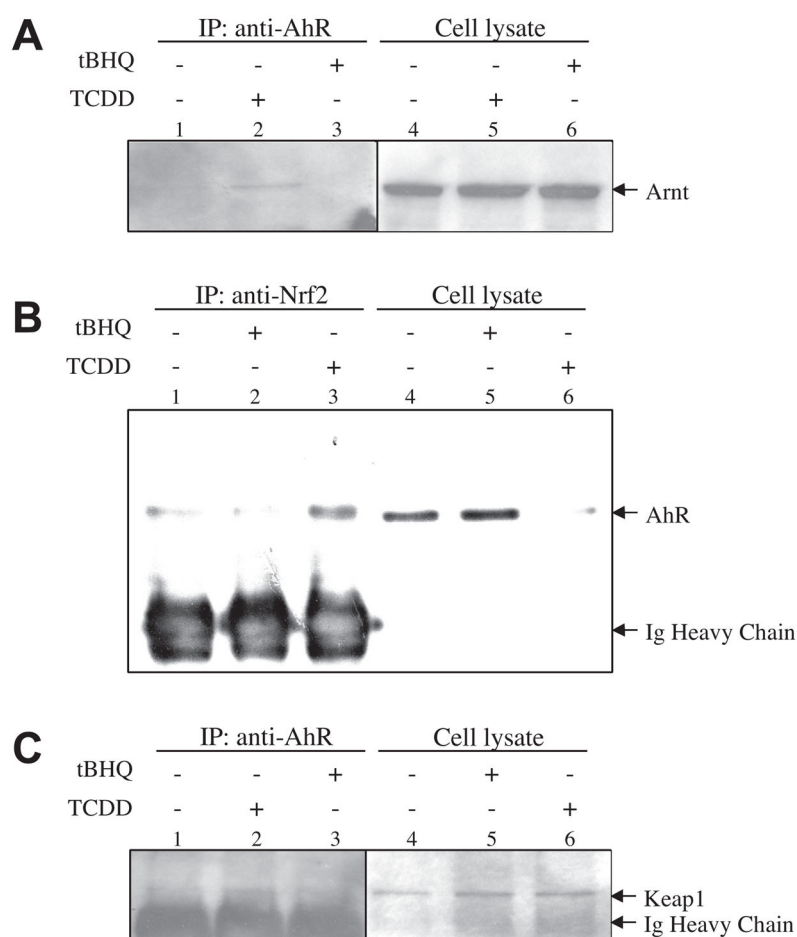 A
IP: anti-AhR Cell lysate
tBHQ - - + - - +
TCDD - + - - + -
1 2 3 4 5 6
Arnt
B
IP: anti-Nrf2 Cell lysate
tBHQ - + - - + -
TCDD - - + - - +
1 2 3 4 5 6
AhR
Ig Heavy Chain
C
IP: anti-AhR Cell lysate
tBHQ - - + - + -
TCDD - + - - - +
1 2 3 4 5 6
Keap1
Ig Heavy Chain